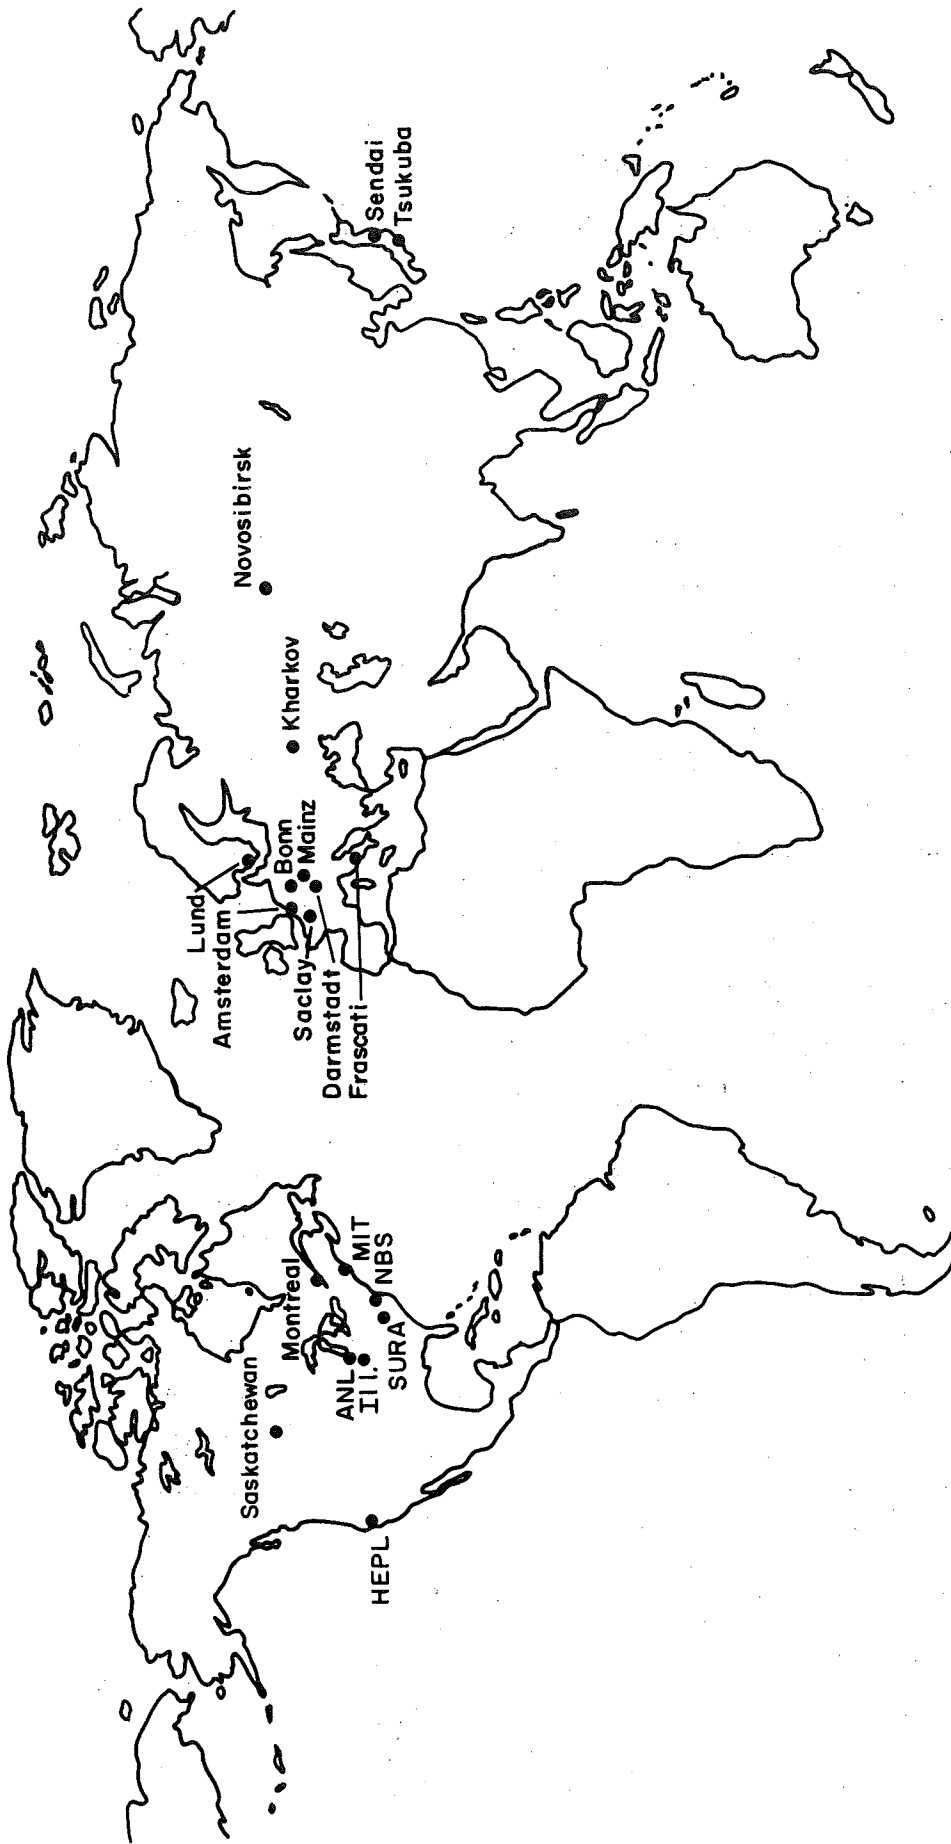 Saskatchewan
Montreal
ANL
Ill.
MIT
NBS
SURA
HEPL
Lund
Amsterdam
Bonn
Mainz
Saclay
Darmstadt
Frascati
Kharkov
Novosibirsk
Sendai
Tsukuba